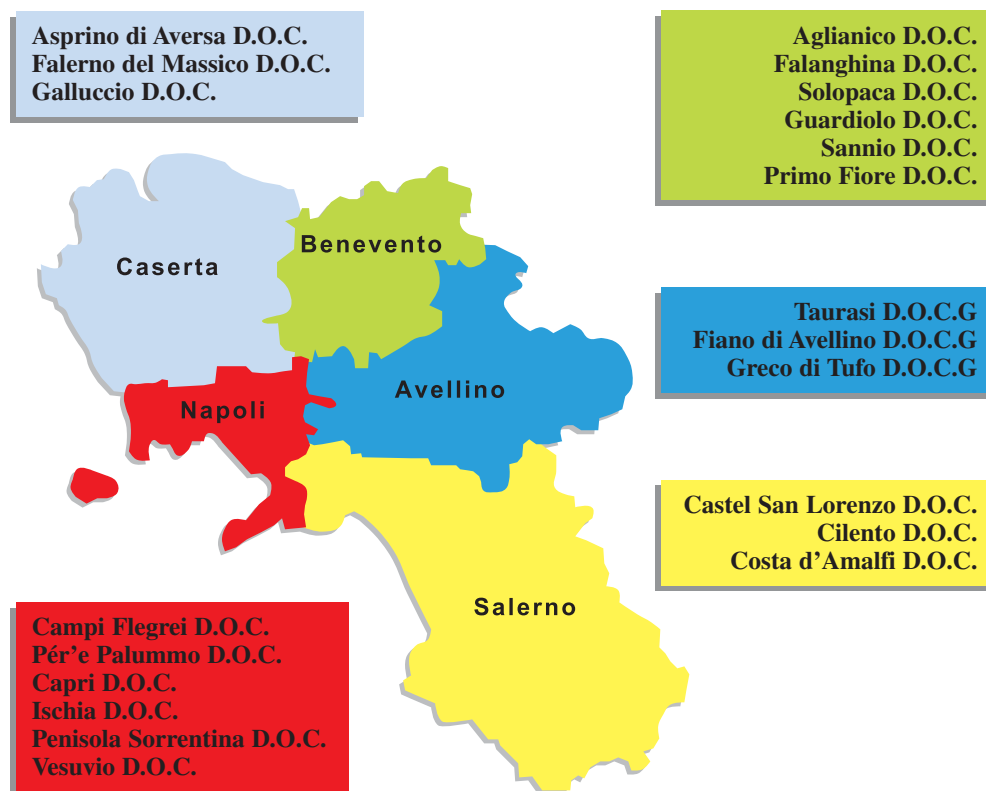 Asprino di Aversa D.O.C.
Falerno del Massico D.O.C.
Galluccio D.O.C.
Aglianico D.O.C.
Falanghina D.O.C.
Solopaca D.O.C.
Guardiolo D.O.C.
Sannio D.O.C.
Primo Fiore D.O.C.
Benevento
Caserta
Taurasi D.O.C.G
Fiano di Avellino D.O.C.G
Greco di Tufo D.O.C.G
Avellino
Napoli
Castel San Lorenzo D.O.C.
Cilento D.O.C.
Costa d'Amalfi D.O.C.
Salerno
Campi Flegrei D.O.C.
Pér'e Palummo D.O.C.
Capri D.O.C.
Ischia D.O.C.
Penisola Sorrentina D.O.C.
Vesuvio D.O.C.